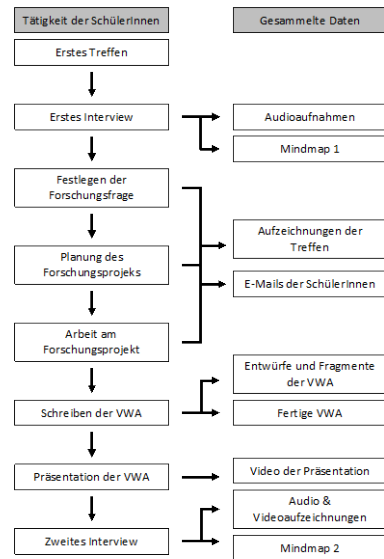 Tätigkeit der SchülerInnen
Gesammelte Daten
Erstes Treffen
Erstes Interview
Audioaufnahmen
Mindmap 1
Festlegen der
Forschungsfrage
Aufzeichnungen der
Treffen
Planung des
Forschungsprojeks
E-Mails der SchülerInnen
Arbeit am
Forschungsprojekt
Entwürfe und Fragmente
der VWA
Schreiben der VWA
Fertige VWA
Präsentation der VWA
Video der Präsentation
Audio &
Videoaufzeichnungen
Zweites Interview
Mindmap 2